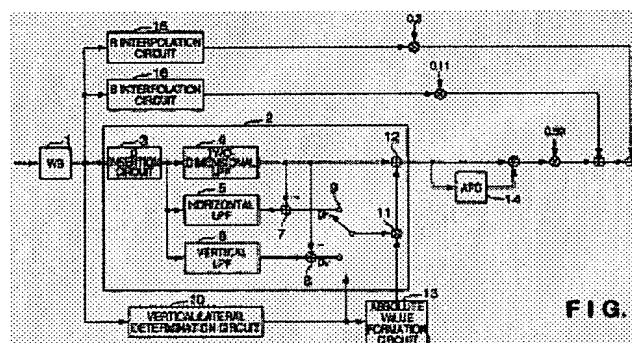 15
0.3
R INTERPOLATION
CIRCUIT
16
0.11
B INTERPOLATION
CIRCUIT
2
1
3
4
12
WB
INSERTION
CIRCUIT
TWO-
DIMENSIONAL
LPF
0.59
5
9
HORIZONTAL
LPF
7
11
APC
14
6
VERTICAL
LPF
8
10
13
VERTICAL/LATERAL
DETERMINATION CIRCUIT
ABSOLUTE
VALUE
FORMATION
CIRCUIT
FIG.